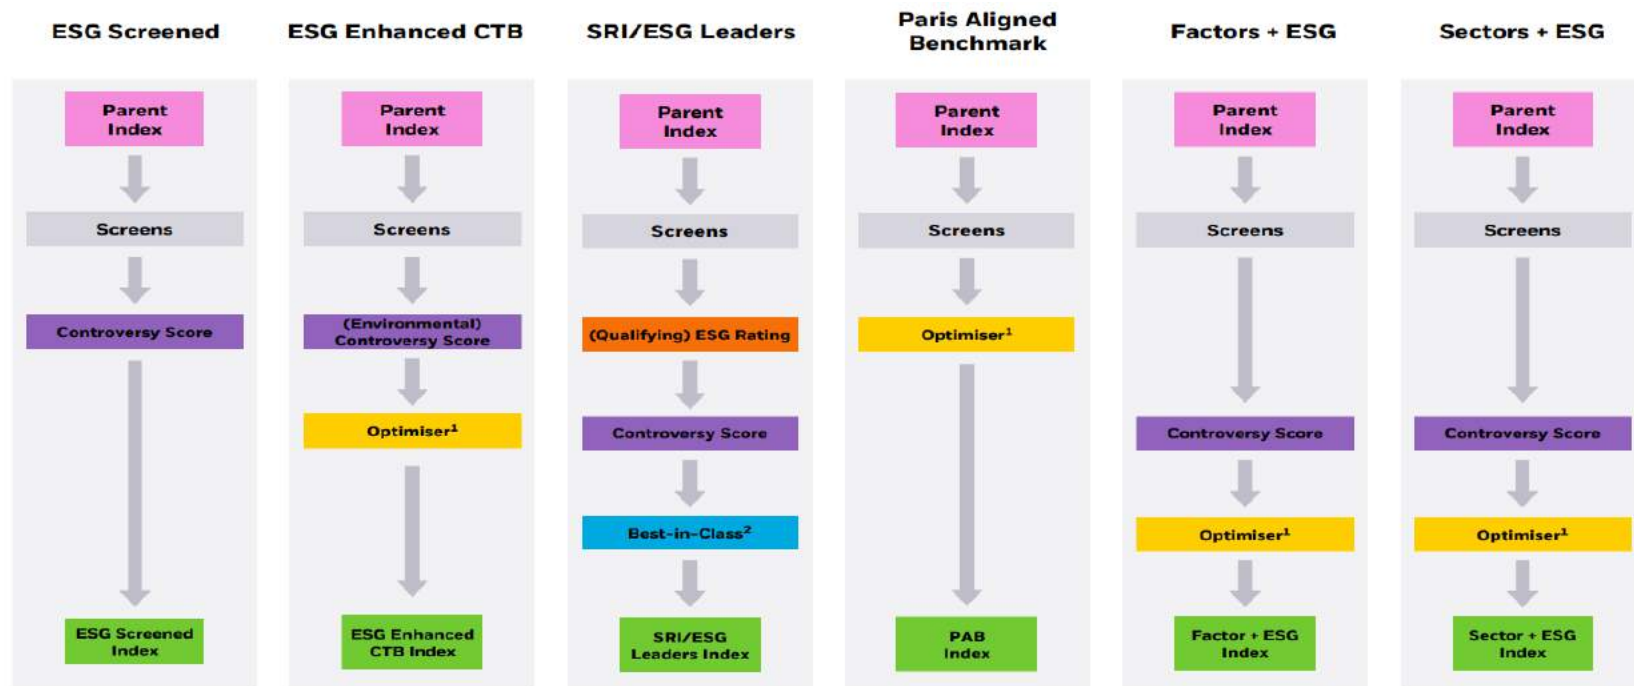 ESG Screened
Parent
Index
Screens
Controversy Score
ESG Screened
Index
ESG Enhanced CTB
Parent
Index
Screens
(Environmental)
Controversy Score
Optimiser¹
ESG Enhanced
CTB Index
SRI/ESG Leaders
Parent
Index
Screens
(Qualifying) ESG Rating
Controversy Score
Best-in-Class²
SRI/ESG
Leaders Index
Paris Aligned
Benchmark
Parent
Index
Screens
Optimiser¹
PAB
Index
Factors + ESG
Parent
Index
Screens
Controversy Score
Optimiser¹
Factor + ESG
Index
Sectors + ESG
Parent
Index
Screens
Controversy Score
Optimiser¹
Sector + ESG
Index